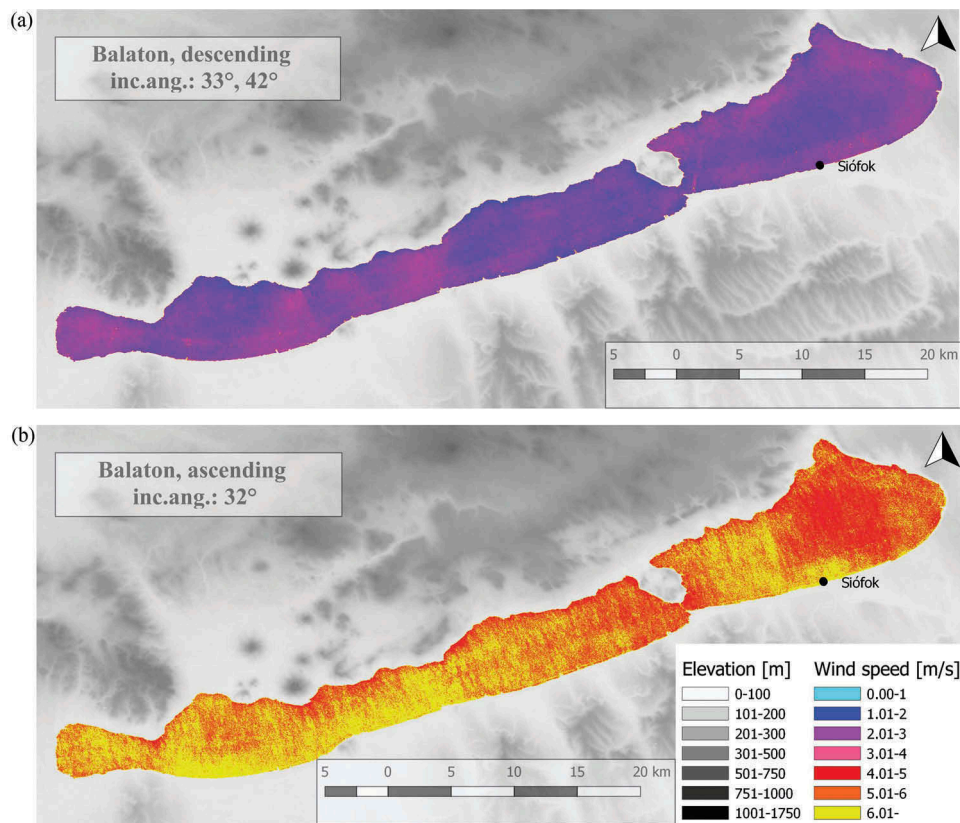 (a)
Balaton, descending
inc.ang.: 33°, 42°
Siófok
5 0 5 10 15 20 km
(b)
Balaton, ascending
inc.ang.: 32°
Siófok
Elevation [m] Wind speed [m/s]
0-100 0.00-1
101-200 1.01-2
201-300 2.01-3
301-500 3.01-4
501-750 4.01-5
751-1000 5.01-6
1001-1750 6.01-
5 0 5 10 15 20 km